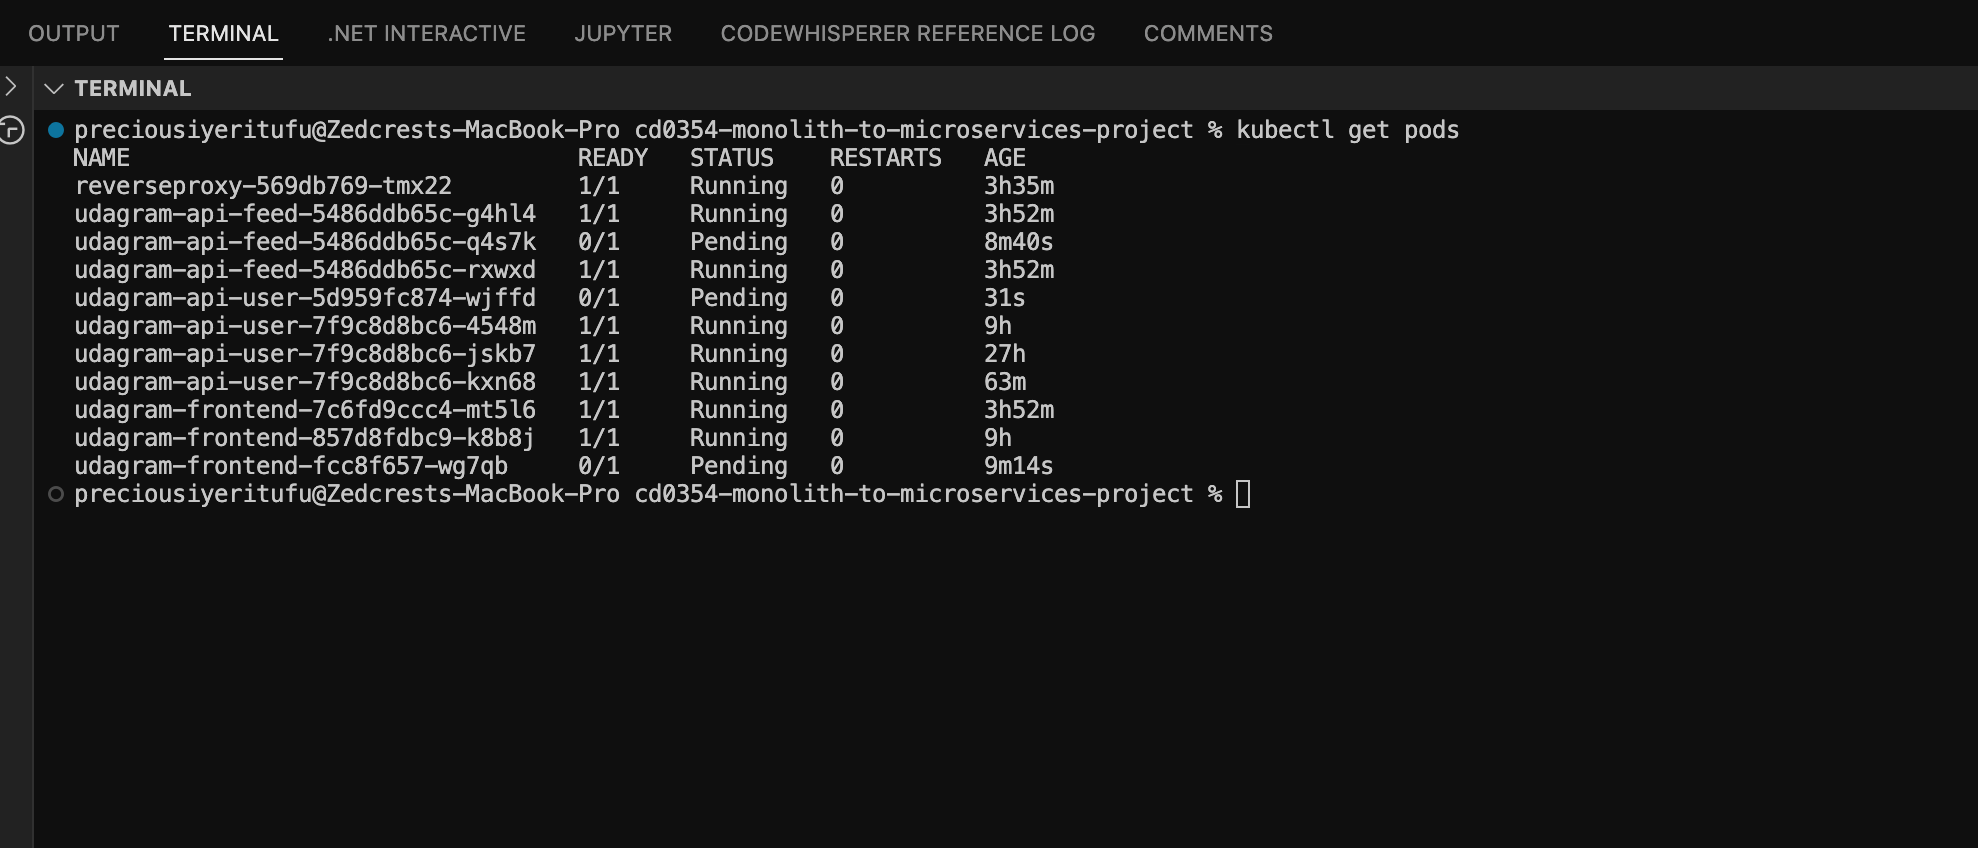 OUTPUT TERMINAL .NET INTERACTIVE JUPYTER CODEWHISPERER REFERENCE LOG COMMENTS
TERMINAL
preciousiyeritufu@Zedcrests-MacBook-Pro cd0354-monolith-to-microservices-project % kubectl get pods
NAME READY STATUS RESTARTS AGE
reverseproxy-569db769-tmx22 1/1 Running 0 3h35m
udagram-api-feed-5486ddb65c-g4hl4 1/1 Running 0 3h52m
udagram-api-feed-5486ddb65c-q4s7k 0/1 Pending 0 8m40s
udagram-api-feed-5486ddb65c-rxwxd 1/1 Running 0 3h52m
udagram-api-user-5d959fc874-wjffd 0/1 Pending 0 31s
udagram-api-user-7f9c8d8bc6-4548m 1/1 Running 0 9h
udagram-api-user-7f9c8d8bc6-jskb7 1/1 Running 0 27h
udagram-api-user-7f9c8d8bc6-kxn68 1/1 Running 0 63m
udagram-frontend-7c6fd9ccc4-mt5l6 1/1 Running 0 3h52m
udagram-frontend-857d8fdbc9-k8b8j 1/1 Running 0 9h
udagram-frontend-fcc8f657-wg7qb 0/1 Pending 0 9m14s
preciousiyeritufu@Zedcrests-MacBook-Pro cd0354-monolith-to-microservices-project %